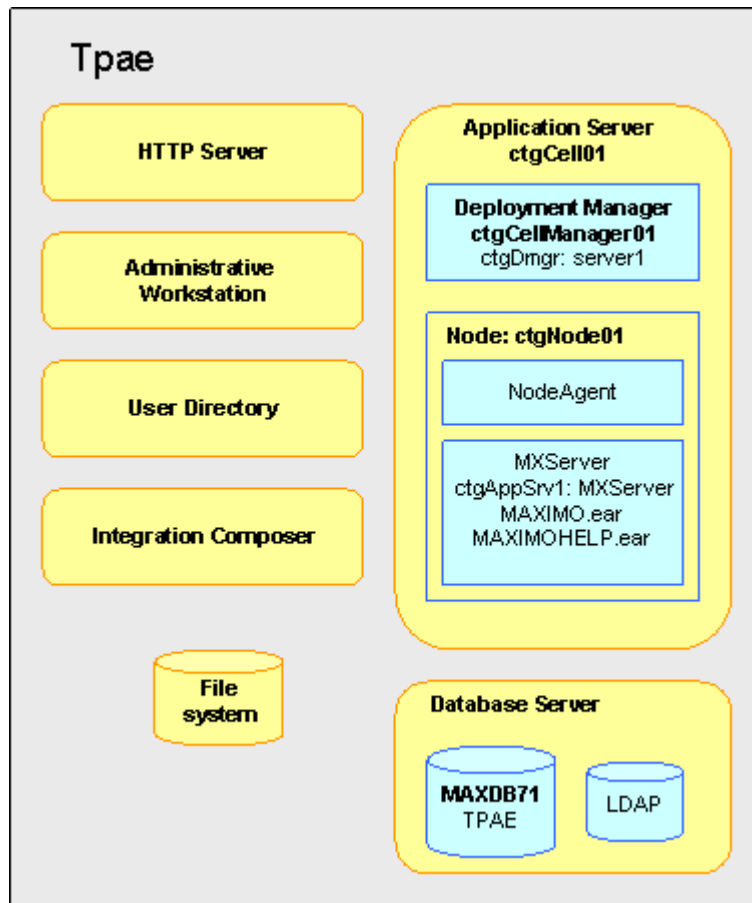 Tpae
HTTP Server
Administrative
Workstation
User Directory
Integration Composer
File
system
Application Server
ctgCell01
Deployment Manager
ctgCellManager01
ctgDmgr: server1
Node: ctgNode01
NodeAgent
MXServer
ctgAppSrv1: MXServer
MAXIMO.ear
MAXIMOHELP.ear
Database Server
MAXDB71
TPAE
LDAP